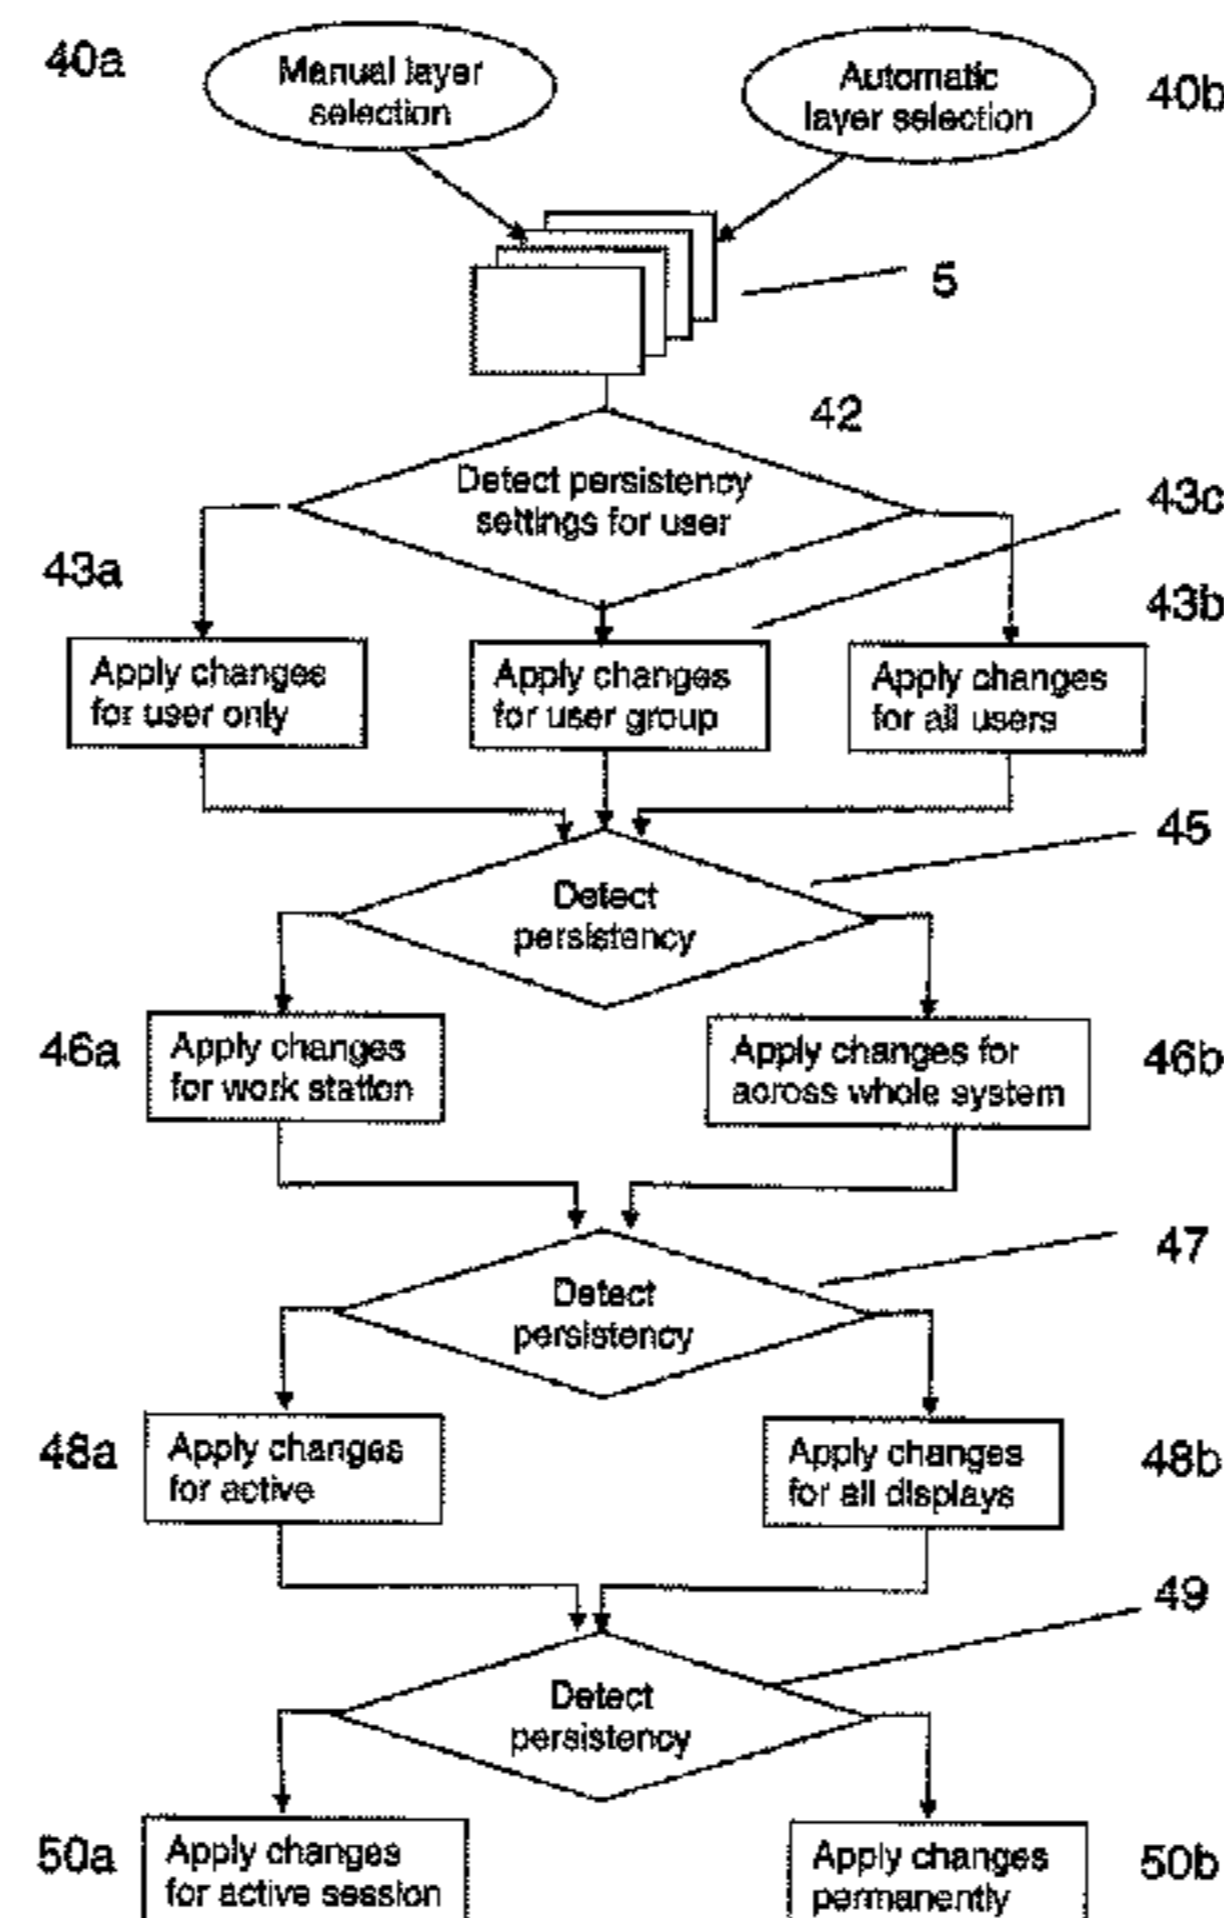 40a
Manual layer
selection
Automatic
layer selection
40b
5
42
Detect persistency
settings for user
43c
43a
43b
Apply changes
for user only
Apply changes
for user group
Apply changes
for all users
45
Detect
persistency
46a
Apply changes
for work station
Apply changes for
across whole system
46b
47
Detect
persistency
48a
Apply changes
for active
Apply changes
for all displays
48b
49
Detect
persistency
50a
Apply changes
for active session
Apply changes
permanently
50b